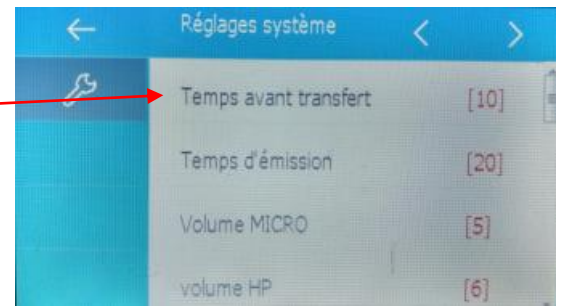 Réglages système
Temps avant transfert [10]
Temps d'émission [20]
Volume MICRO [5]
volume HP [6]